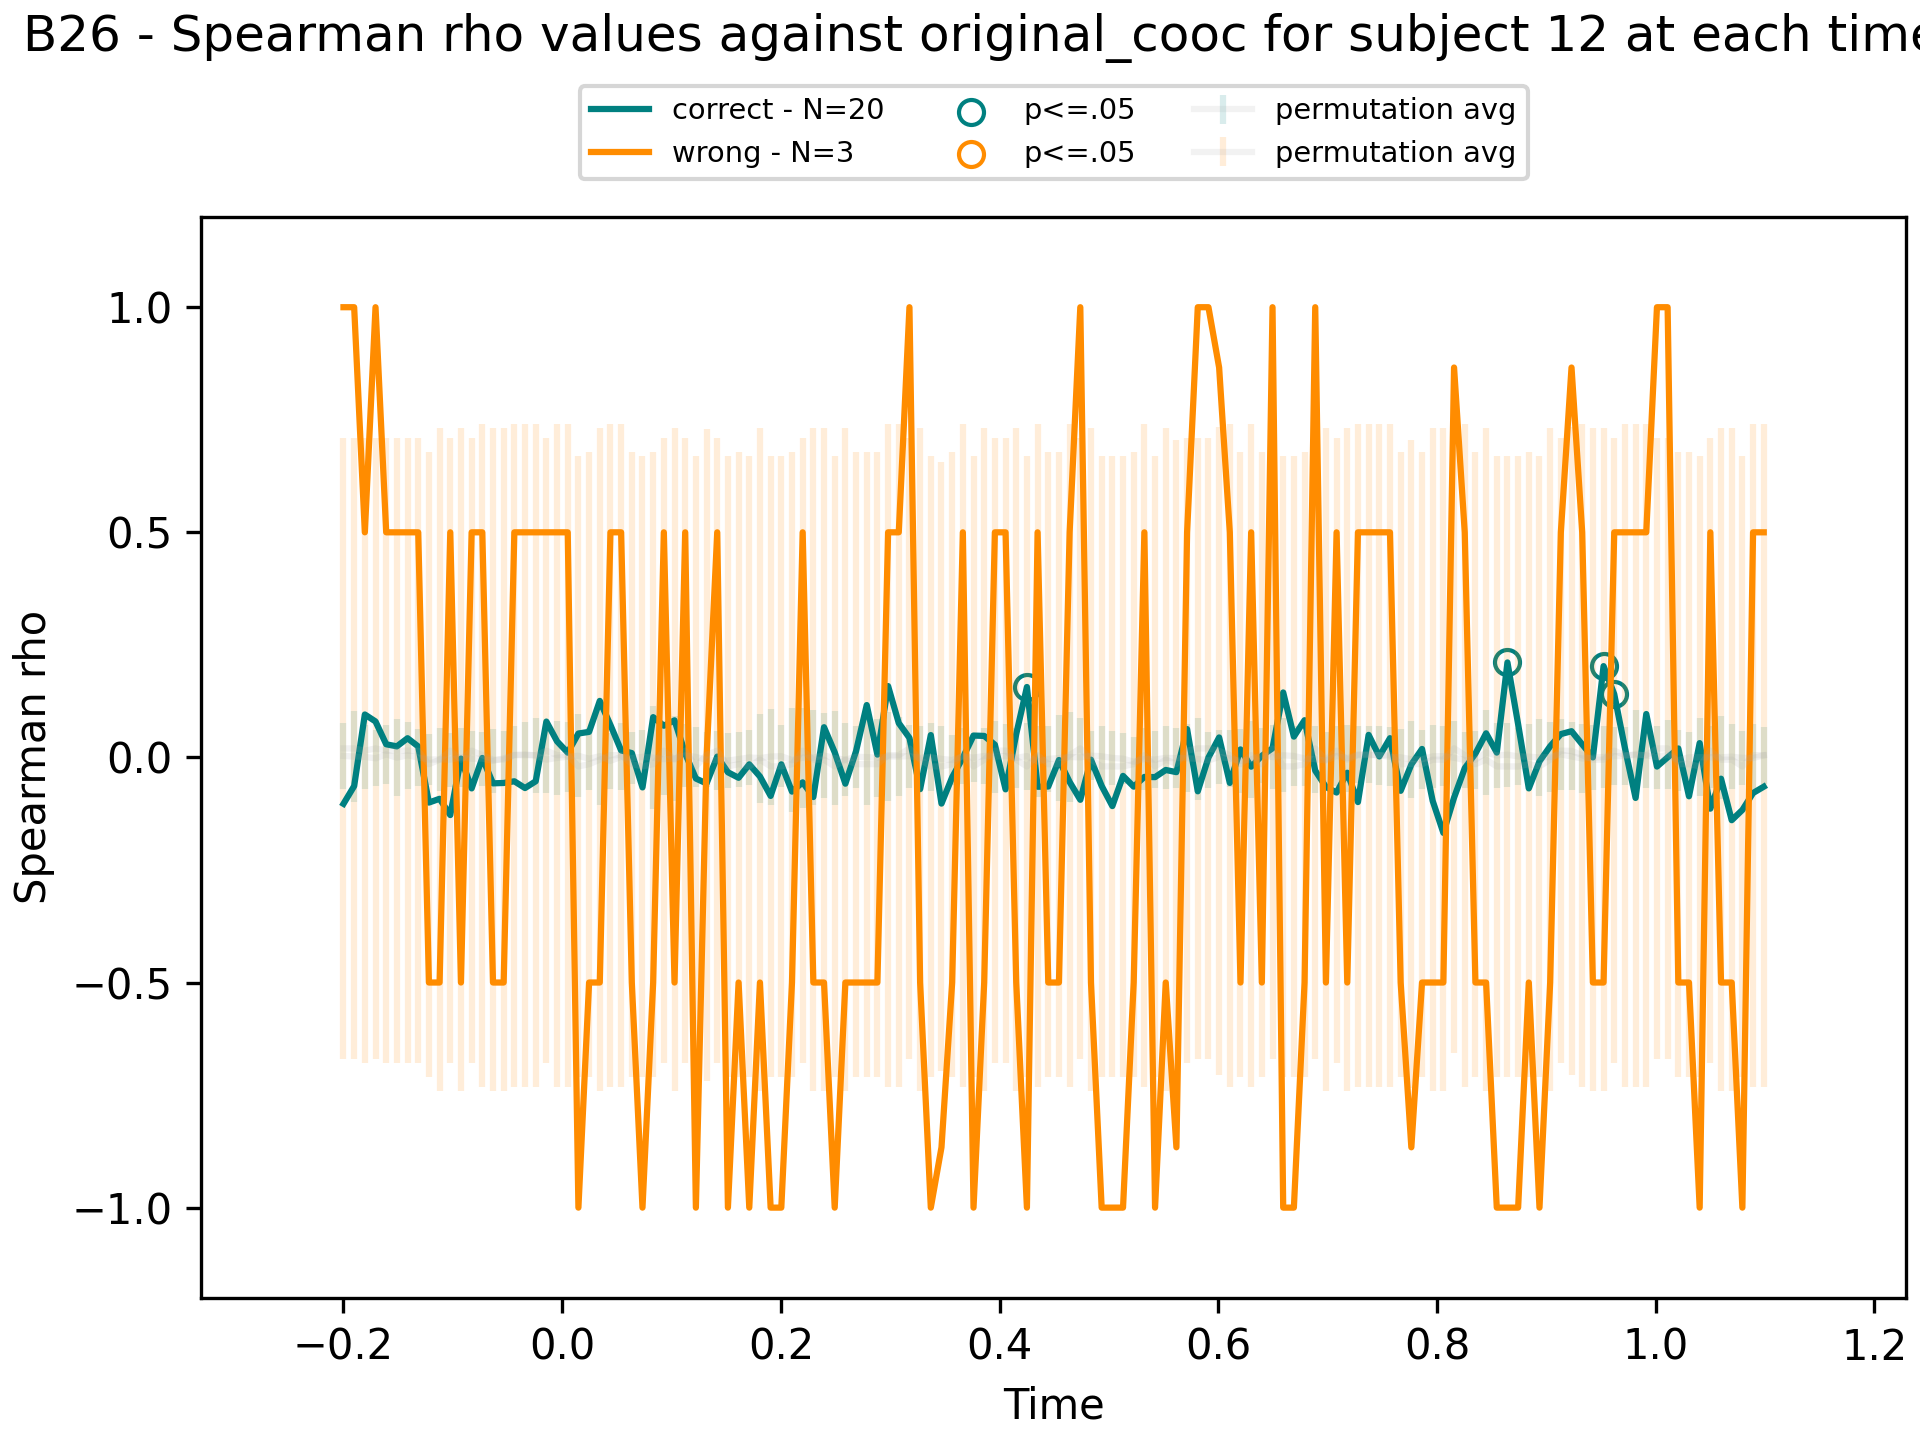 B26 - Spearman rho values against original_cooc for subject 12 at each time
correct - N=20
wrong - N=3
p<=.05
p<=.05
permutation avg
permutation avg
Spearman rho
1.0
0.5
0.0
−0.5
−1.0
−0.2
0.0
0.2
0.4
0.6
0.8
1.0
1.2
Time